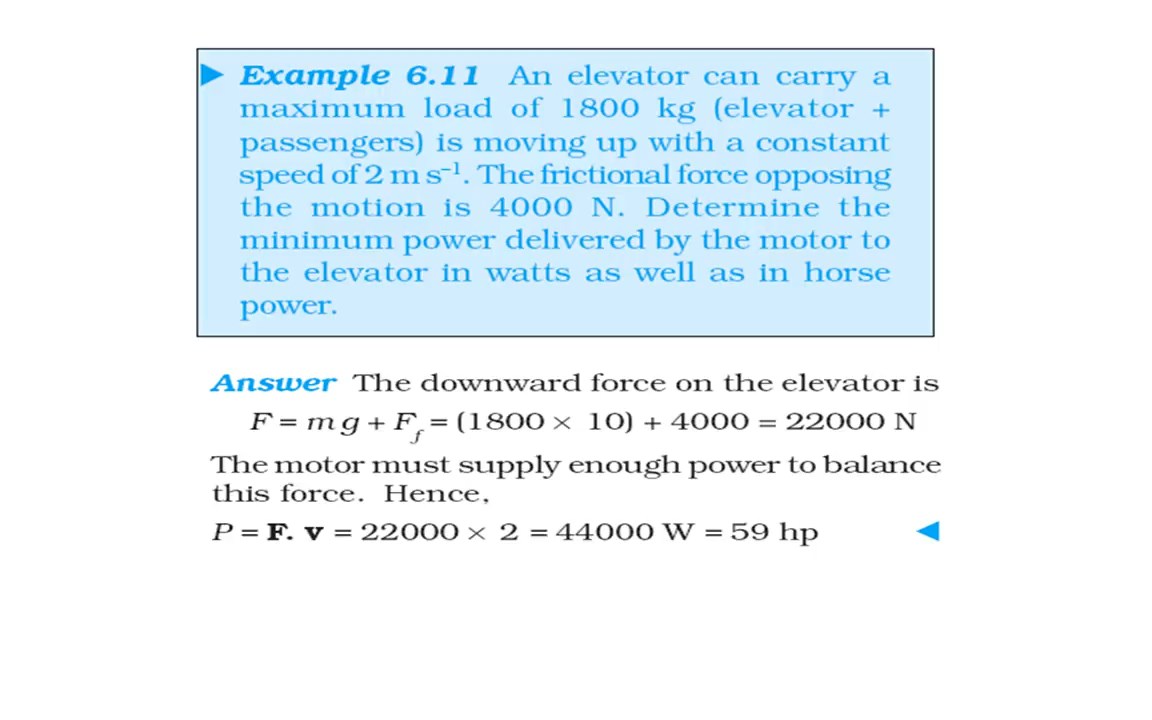 Example 6.11 An elevator can carry a
maximum load of 1800 kg (elevator +
passengers) is moving up with a constant
speed of 2 m s⁻¹. The frictional force opposing
the motion is 4000 N. Determine the
minimum power delivered by the motor to
the elevator in watts as well as in horse
power.
Answer The downward force on the elevator is
F = m g + F_f = (1800 × 10) + 4000 = 22000 N
The motor must supply enough power to balance
this force. Hence,
P = F. v = 22000 × 2 = 44000 W = 59 hp